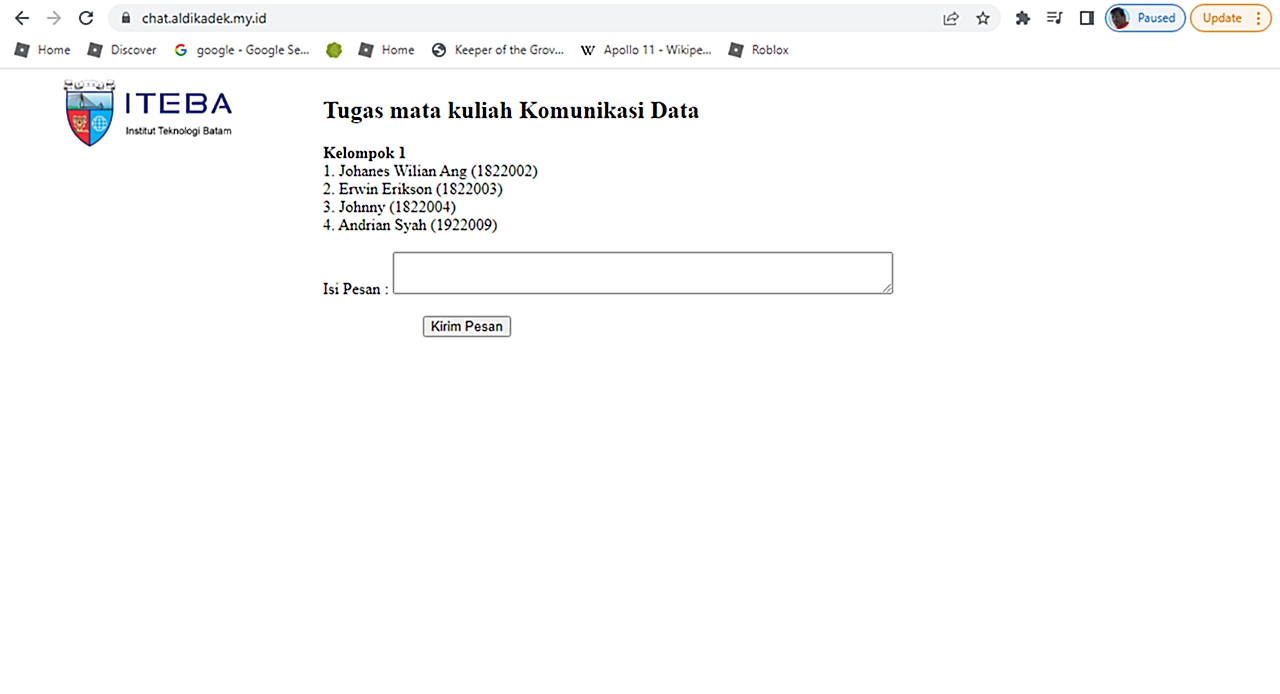 chat.aldikadek.my.id
Paused
Update
Home
Discover
google - Google Se...
Home
Keeper of the Grov...
Apollo 11 - Wikipe...
Roblox
ITEBA
Institut Teknologi Batam
Tugas mata kuliah Komunikasi Data
Kelompok 1
1. Johanes Wilian Ang (1822002)
2. Erwin Erikson (1822003)
3. Johnny (1822004)
4. Andrian Syah (1922009)
Isi Pesan :
Kirim Pesan